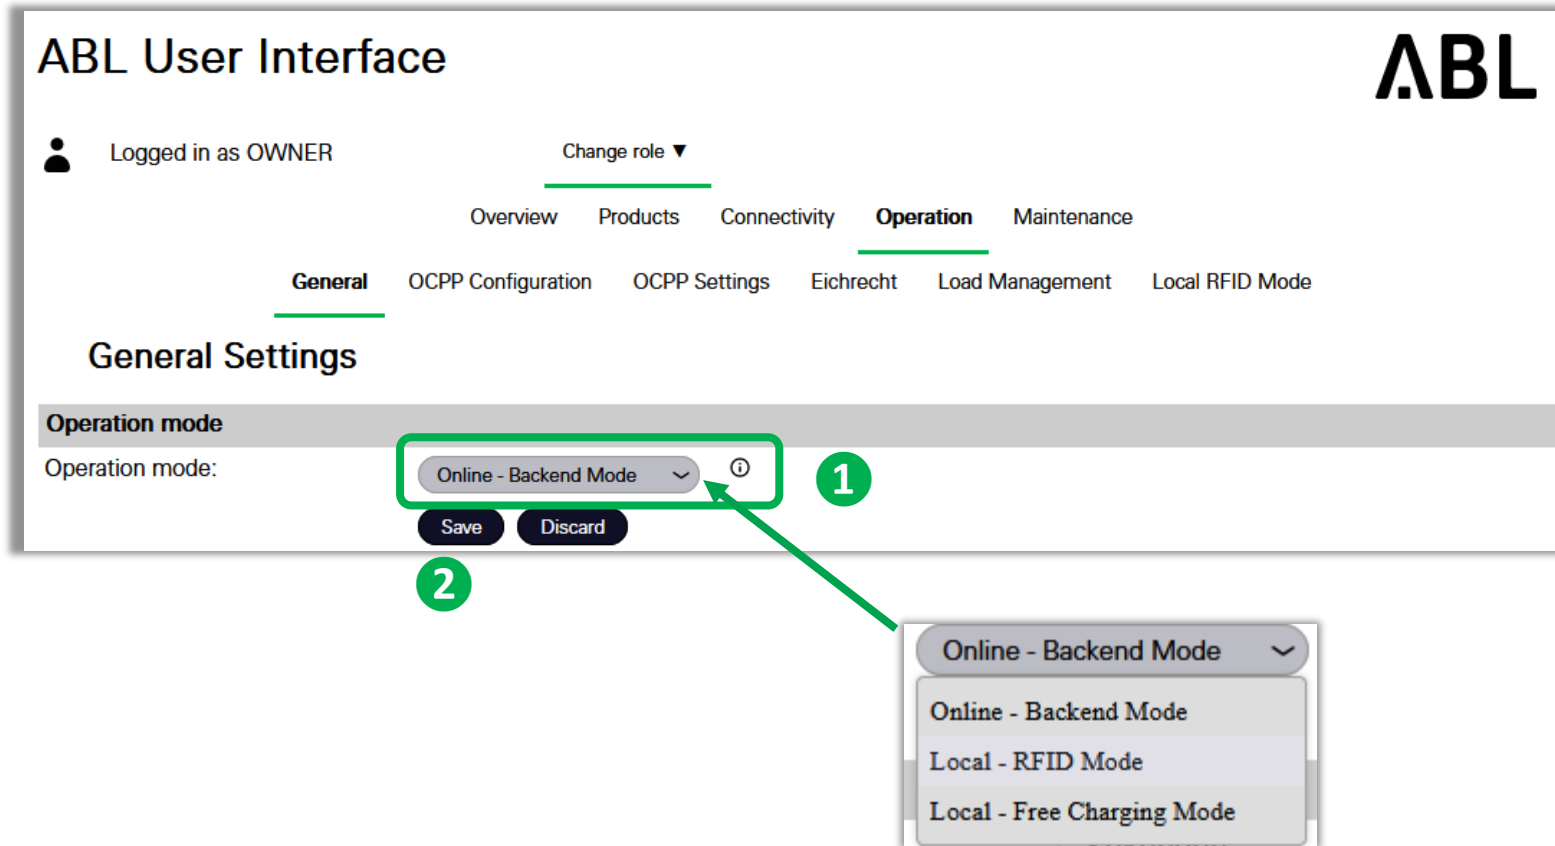 ABL User Interface
ABL
Logged in as OWNER
Change role ▼
Overview Products Connectivity Operation Maintenance
General OCPP Configuration OCPP Settings Eichrecht Load Management Local RFID Mode
General Settings
Operation mode
Operation mode:
Online - Backend Mode
1
Save Discard
2
Online - Backend Mode
Online - Backend Mode
Local - RFID Mode
Local - Free Charging Mode